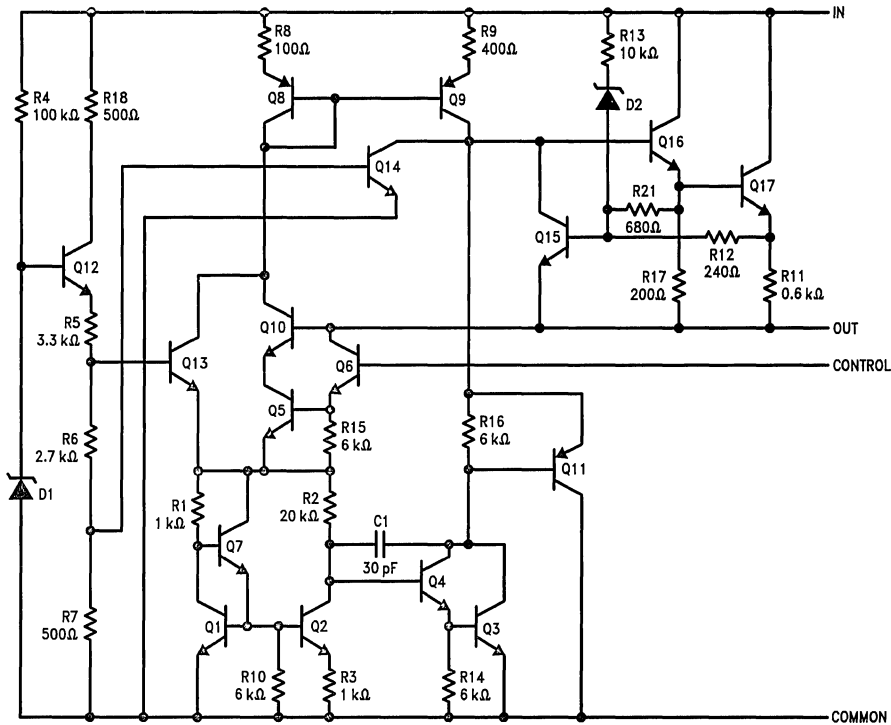 IN
R8
100Ω
R9
400Ω
R13
10 kΩ
R4
100 kΩ
R18
500Ω
Q8
Q9
D2
Q14
Q16
Q17
R21
680Ω
Q15
R12
240Ω
Q12
R17
200Ω
R11
0.6 kΩ
R5
3.3 kΩ
Q10
OUT
Q13
Q6
CONTROL
Q5
R15
6 kΩ
R16
6 kΩ
R6
2.7 kΩ
Q11
D1
R1
1 kΩ
R2
20 kΩ
C1
Q7
30 pF
Q4
R7
500Ω
Q1
Q2
Q3
R10
6 kΩ
R3
1 kΩ
R14
6 kΩ
COMMON